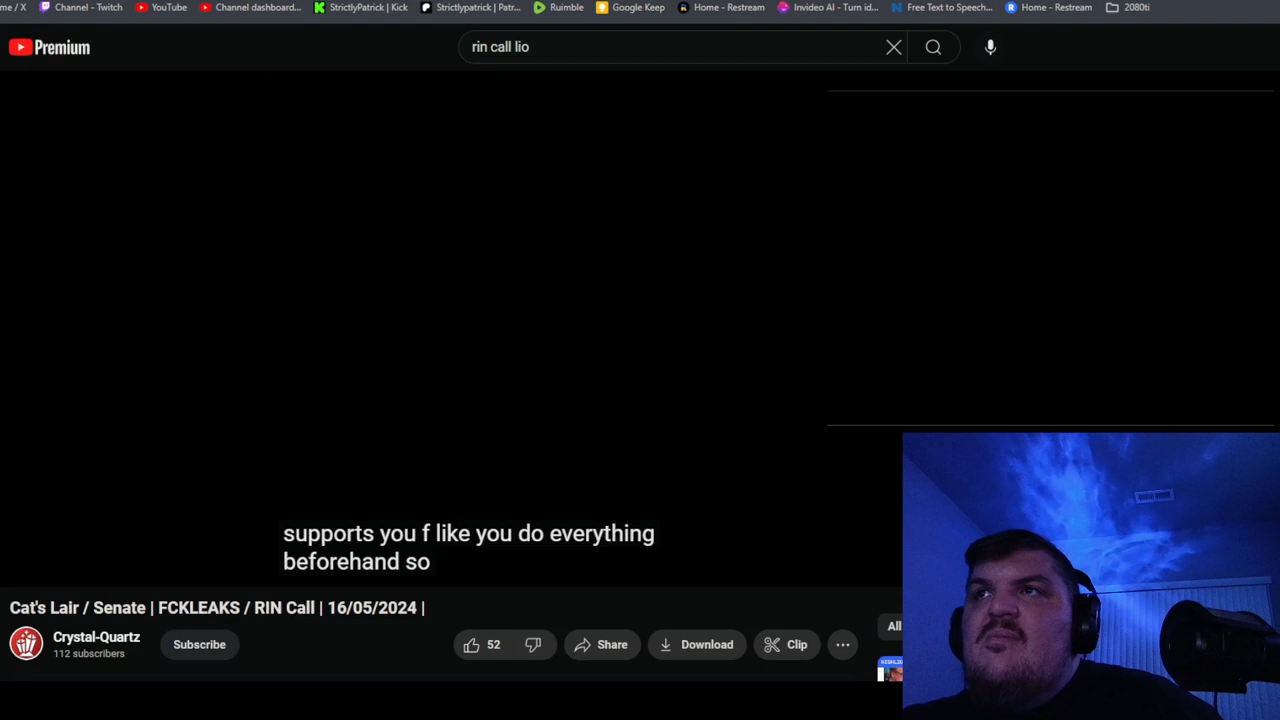 me / X Channel - Twitch YouTube Channel dashboard... StrictlyPatrick | Kick Strictlypatrick | Patr... Ruimble Google Keep Home - Restream Invideo AI - Turn id... Free Text to Speech... Home - Restream 2080ti
Premium rin call lio
supports you f like you do everything
beforehand so
Cat's Lair / Senate | FCKLEAKS / RIN Call | 16/05/2024 |
Crystal-Quartz
112 subscribers
Subscribe 52 Share Download Clip
All